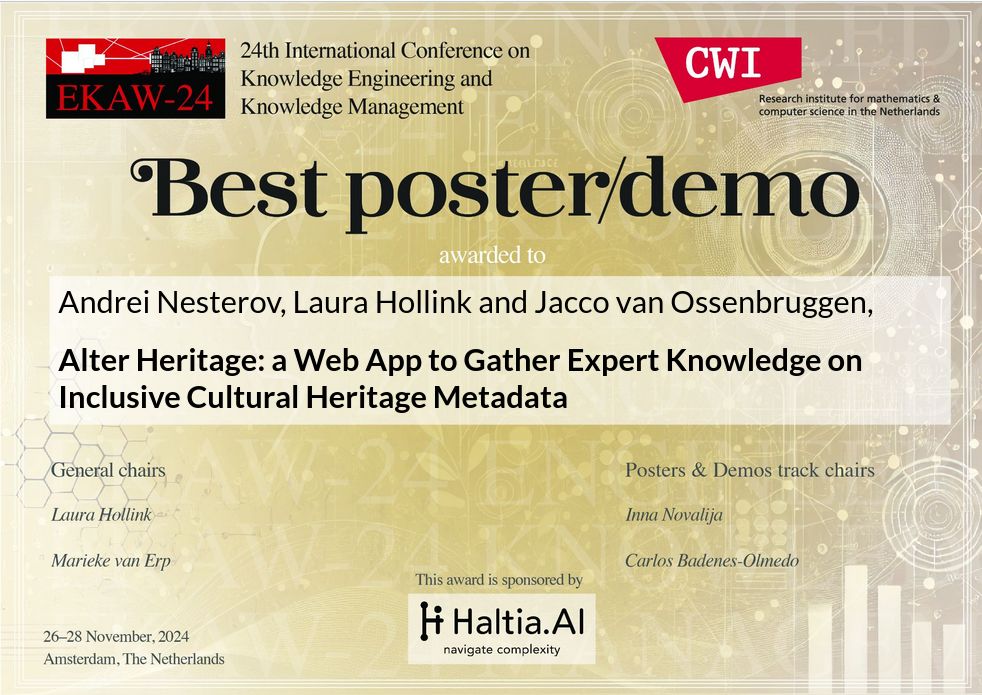 EKAW-24
24th International Conference on
Knowledge Engineering and
Knowledge Management
CWI
Research institute for mathematics &
computer science in the Netherlands
Best poster/demo
awarded to
Andrei Nesterov, Laura Hollink and Jacco van Ossenbruggen,
Alter Heritage: a Web App to Gather Expert Knowledge on
Inclusive Cultural Heritage Metadata
General chairs
Laura Hollink
Marieke van Erp
Posters & Demos track chairs
Inna Novalija
Carlos Badenes-Olmedo
This award is sponsored by
Haltia.AI
navigate complexity
26–28 November, 2024
Amsterdam, The Netherlands